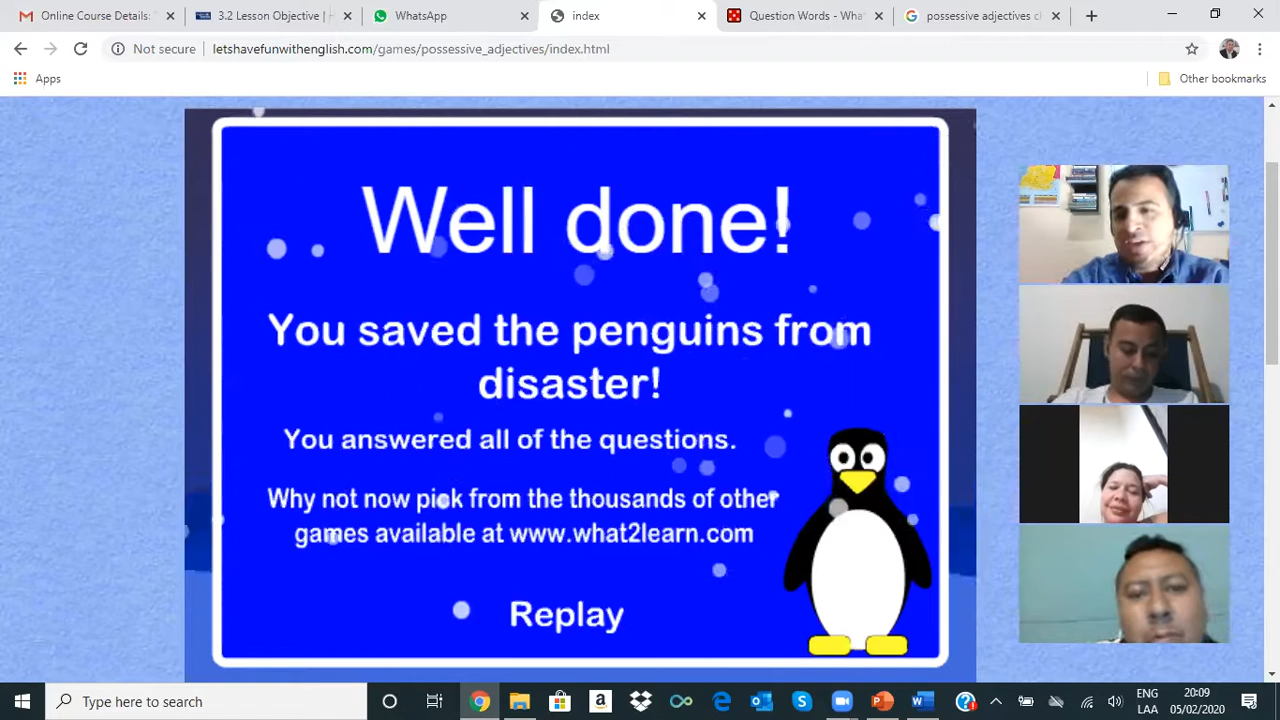 Online Course Details:
3.2 Lesson Objective |
WhatsApp
index
Question Words - Wha
possessive adjectives cl
Not secure
letshavefunwithenglish.com/games/possessive_adjectives/index.html
Apps
Other bookmarks
Well done!
You saved the penguins from
disaster!
You answered all of the questions.
Why not now pick from the thousands of other
games available at www.what2learn.com
Replay
Type here to search
ENG
LAA
20:09
05/02/2020